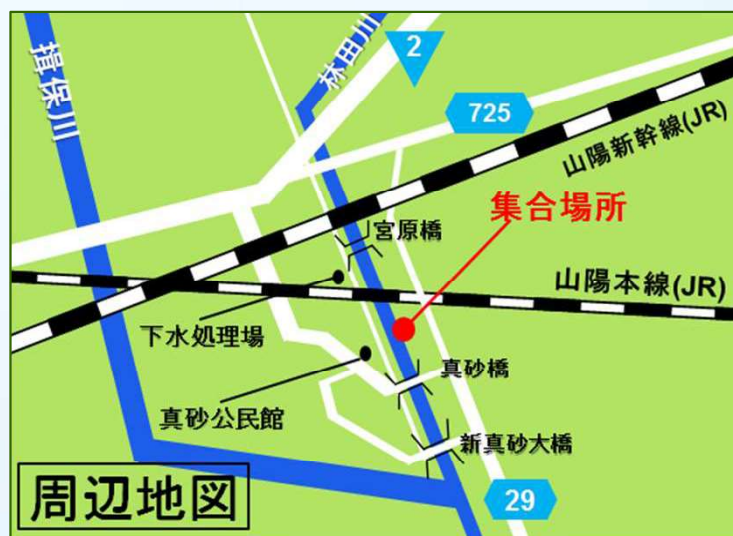 揖保川
林田川
2
725
山陽新幹線(JR)
集合場所
宮原橋
山陽本線(JR)
下水処理場
真砂橋
真砂公民館
新真砂大橋
周辺地図
29